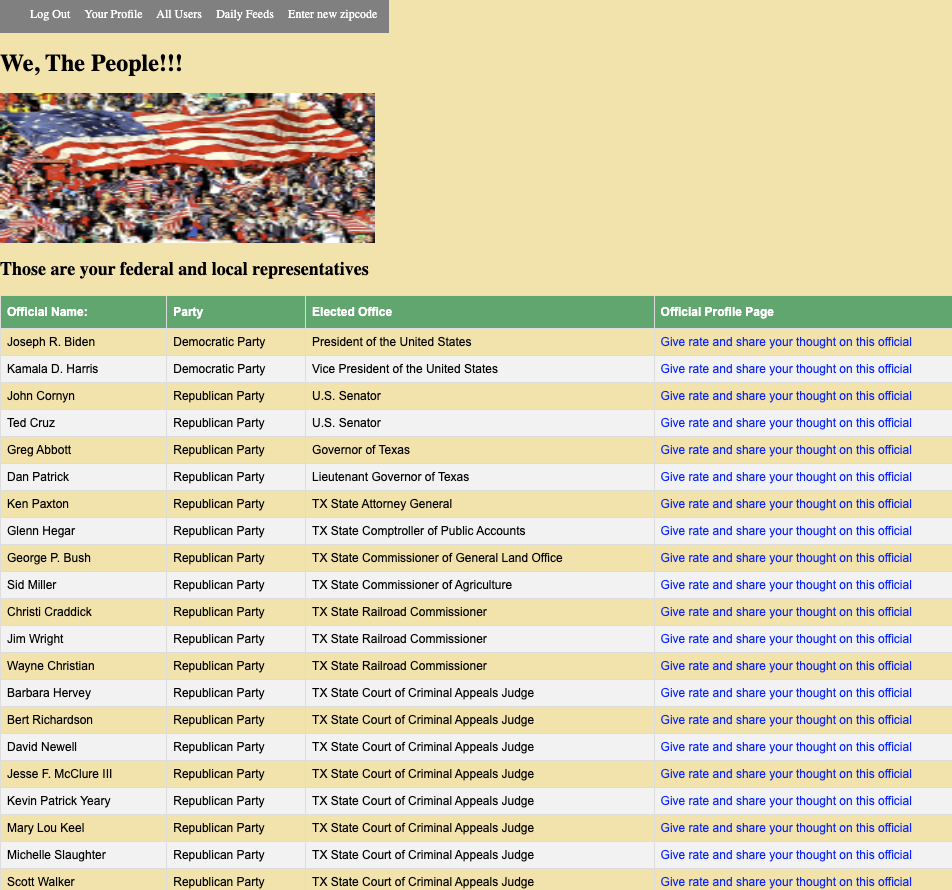 Log Out Your Profile All Users Daily Feeds Enter new zipcode
We, The People!!!
Those are your federal and local representatives
Official Name: Party Elected Office Official Profile Page
Joseph R. Biden Democratic Party President of the United States Give rate and share your thought on this official
Kamala D. Harris Democratic Party Vice President of the United States Give rate and share your thought on this official
John Cornyn Republican Party U.S. Senator Give rate and share your thought on this official
Ted Cruz Republican Party U.S. Senator Give rate and share your thought on this official
Greg Abbott Republican Party Governor of Texas Give rate and share your thought on this official
Dan Patrick Republican Party Lieutenant Governor of Texas Give rate and share your thought on this official
Ken Paxton Republican Party TX State Attorney General Give rate and share your thought on this official
Glenn Hegar Republican Party TX State Comptroller of Public Accounts Give rate and share your thought on this official
George P. Bush Republican Party TX State Commissioner of General Land Office Give rate and share your thought on this official
Sid Miller Republican Party TX State Commissioner of Agriculture Give rate and share your thought on this official
Christi Craddick Republican Party TX State Railroad Commissioner Give rate and share your thought on this official
Jim Wright Republican Party TX State Railroad Commissioner Give rate and share your thought on this official
Wayne Christian Republican Party TX State Railroad Commissioner Give rate and share your thought on this official
Barbara Hervey Republican Party TX State Court of Criminal Appeals Judge Give rate and share your thought on this official
Bert Richardson Republican Party TX State Court of Criminal Appeals Judge Give rate and share your thought on this official
David Newell Republican Party TX State Court of Criminal Appeals Judge Give rate and share your thought on this official
Jesse F. McClure III Republican Party TX State Court of Criminal Appeals Judge Give rate and share your thought on this official
Kevin Patrick Yeary Republican Party TX State Court of Criminal Appeals Judge Give rate and share your thought on this official
Mary Lou Keel Republican Party TX State Court of Criminal Appeals Judge Give rate and share your thought on this official
Michelle Slaughter Republican Party TX State Court of Criminal Appeals Judge Give rate and share your thought on this official
Scott Walker Republican Party TX State Court of Criminal Appeals Judge Give rate and share your thought on this official